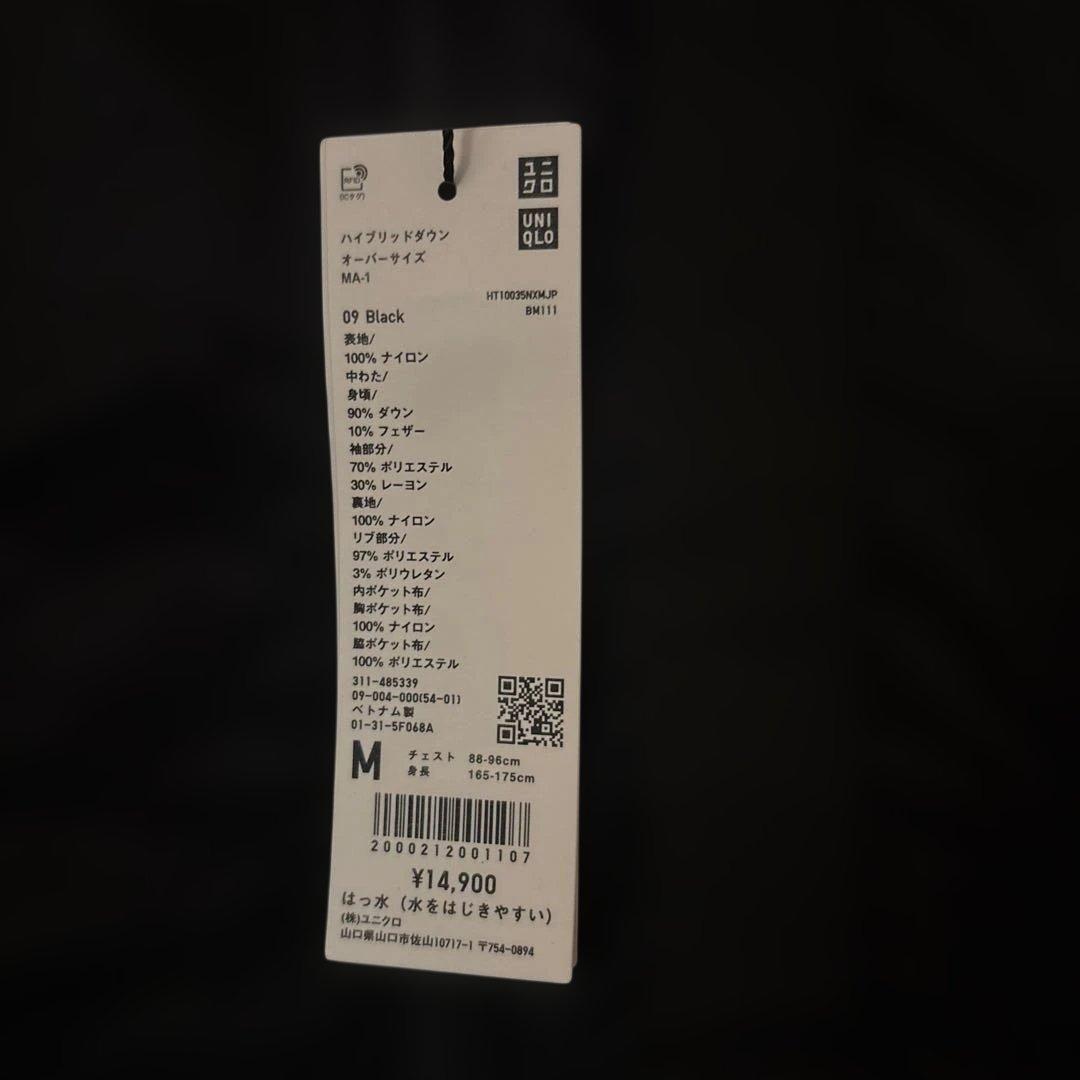 RFID
(ICタグ)
ユニ
クロ
UNI
QLO
ハイブリッドダウン
オーバーサイズ
MA-1
HT10035NXMJP
BM111
09 Black
表地/
100% ナイロン
中わた/
身頃/
90% ダウン
10% フェザー
袖部分/
70% ポリエステル
30% レーヨン
裏地/
100% ナイロン
リブ部分/
97% ポリエステル
3% ポリウレタン
内ポケット布/
胸ポケット布/
100% ナイロン
脇ポケット布/
100% ポリエステル
311-485339
09-004-000(54-01)
ベトナム製
01-31-5F068A
M
チェスト 88-96cm
身長 165-175cm
2000212001107
¥14,900
はっ水（水をはじきやすい）
(株)ユニクロ
山口県山口市佐山10717-1 〒754-0894